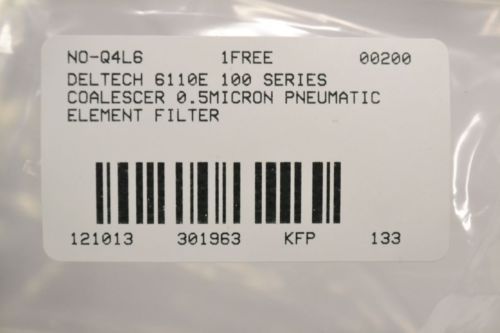 NO-Q4L6 1FREE 00200
DELTECH 6110E 100 SERIES
COALESCER 0.5MICRON PNEUMATIC
ELEMENT FILTER
121013 301963 KFP 133